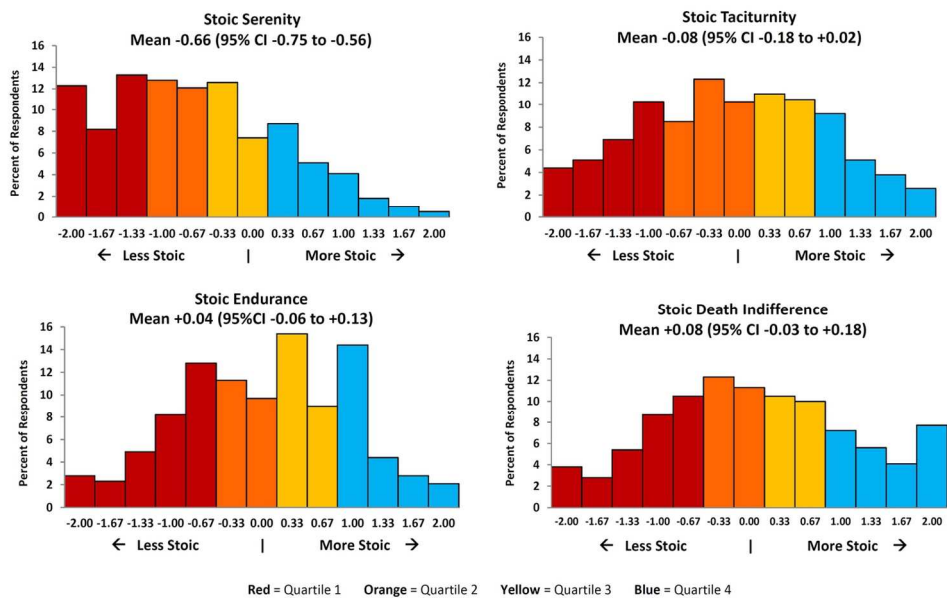 Stoic Serenity
Mean -0.66 (95% CI -0.75 to -0.56)
Percent of Respondents
16
14
12
10
8
6
4
2
0
-2.00 -1.67 -1.33 -1.00 -0.67 -0.33 0.00 0.33 0.67 1.00 1.33 1.67 2.00
← Less Stoic | More Stoic →
Stoic Taciturnity
Mean -0.08 (95% CI -0.18 to +0.02)
Percent of Respondents
16
14
12
10
8
6
4
2
0
-2.00 -1.67 -1.33 -1.00 -0.67 -0.33 0.00 0.33 0.67 1.00 1.33 1.67 2.00
← Less Stoic | More Stoic →
Stoic Endurance
Mean +0.04 (95%CI -0.06 to +0.13)
Percent of Respondents
16
14
12
10
8
6
4
2
0
-2.00 -1.67 -1.33 -1.00 -0.67 -0.33 0.00 0.33 0.67 1.00 1.33 1.67 2.00
← Less Stoic | More Stoic →
Stoic Death Indifference
Mean +0.08 (95% CI -0.03 to +0.18)
Percent of Respondents
16
14
12
10
8
6
4
2
0
-2.00 -1.67 -1.33 -1.00 -0.67 -0.33 0.00 0.33 0.67 1.00 1.33 1.67 2.00
← Less Stoic | More Stoic →
Red = Quartile 1 Orange = Quartile 2 Yellow = Quartile 3 Blue = Quartile 4